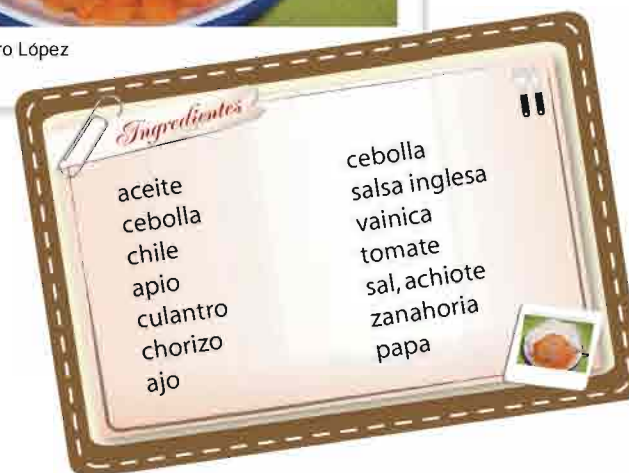 ro López
Ingredientes
aceite
cebolla
chile
apio
culantro
chorizo
ajo
cebolla
salsa inglesa
vainica
tomate
sal, achiote
zanahoria
papa